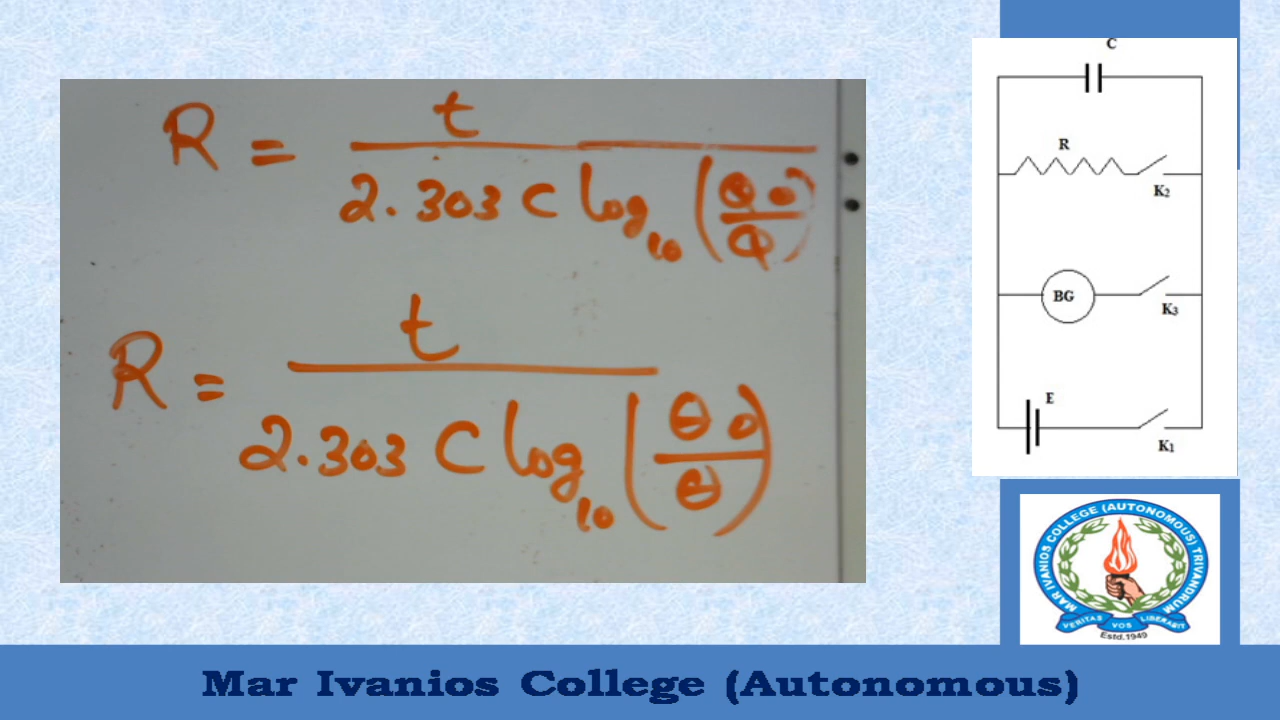 R = t / 2.303 C log₁₀ (Q₀/Q)
R = t / 2.303 C log₁₀ (θ₀/θ)
C
R
K₂
BG
K₃
E
K₁
MAR IVANIOS COLLEGE (AUTONOMOUS) TRIVANDRUM
VERITAS VOS LIBERABIT
Estd.1949
Mar Ivanios College (Autonomous)